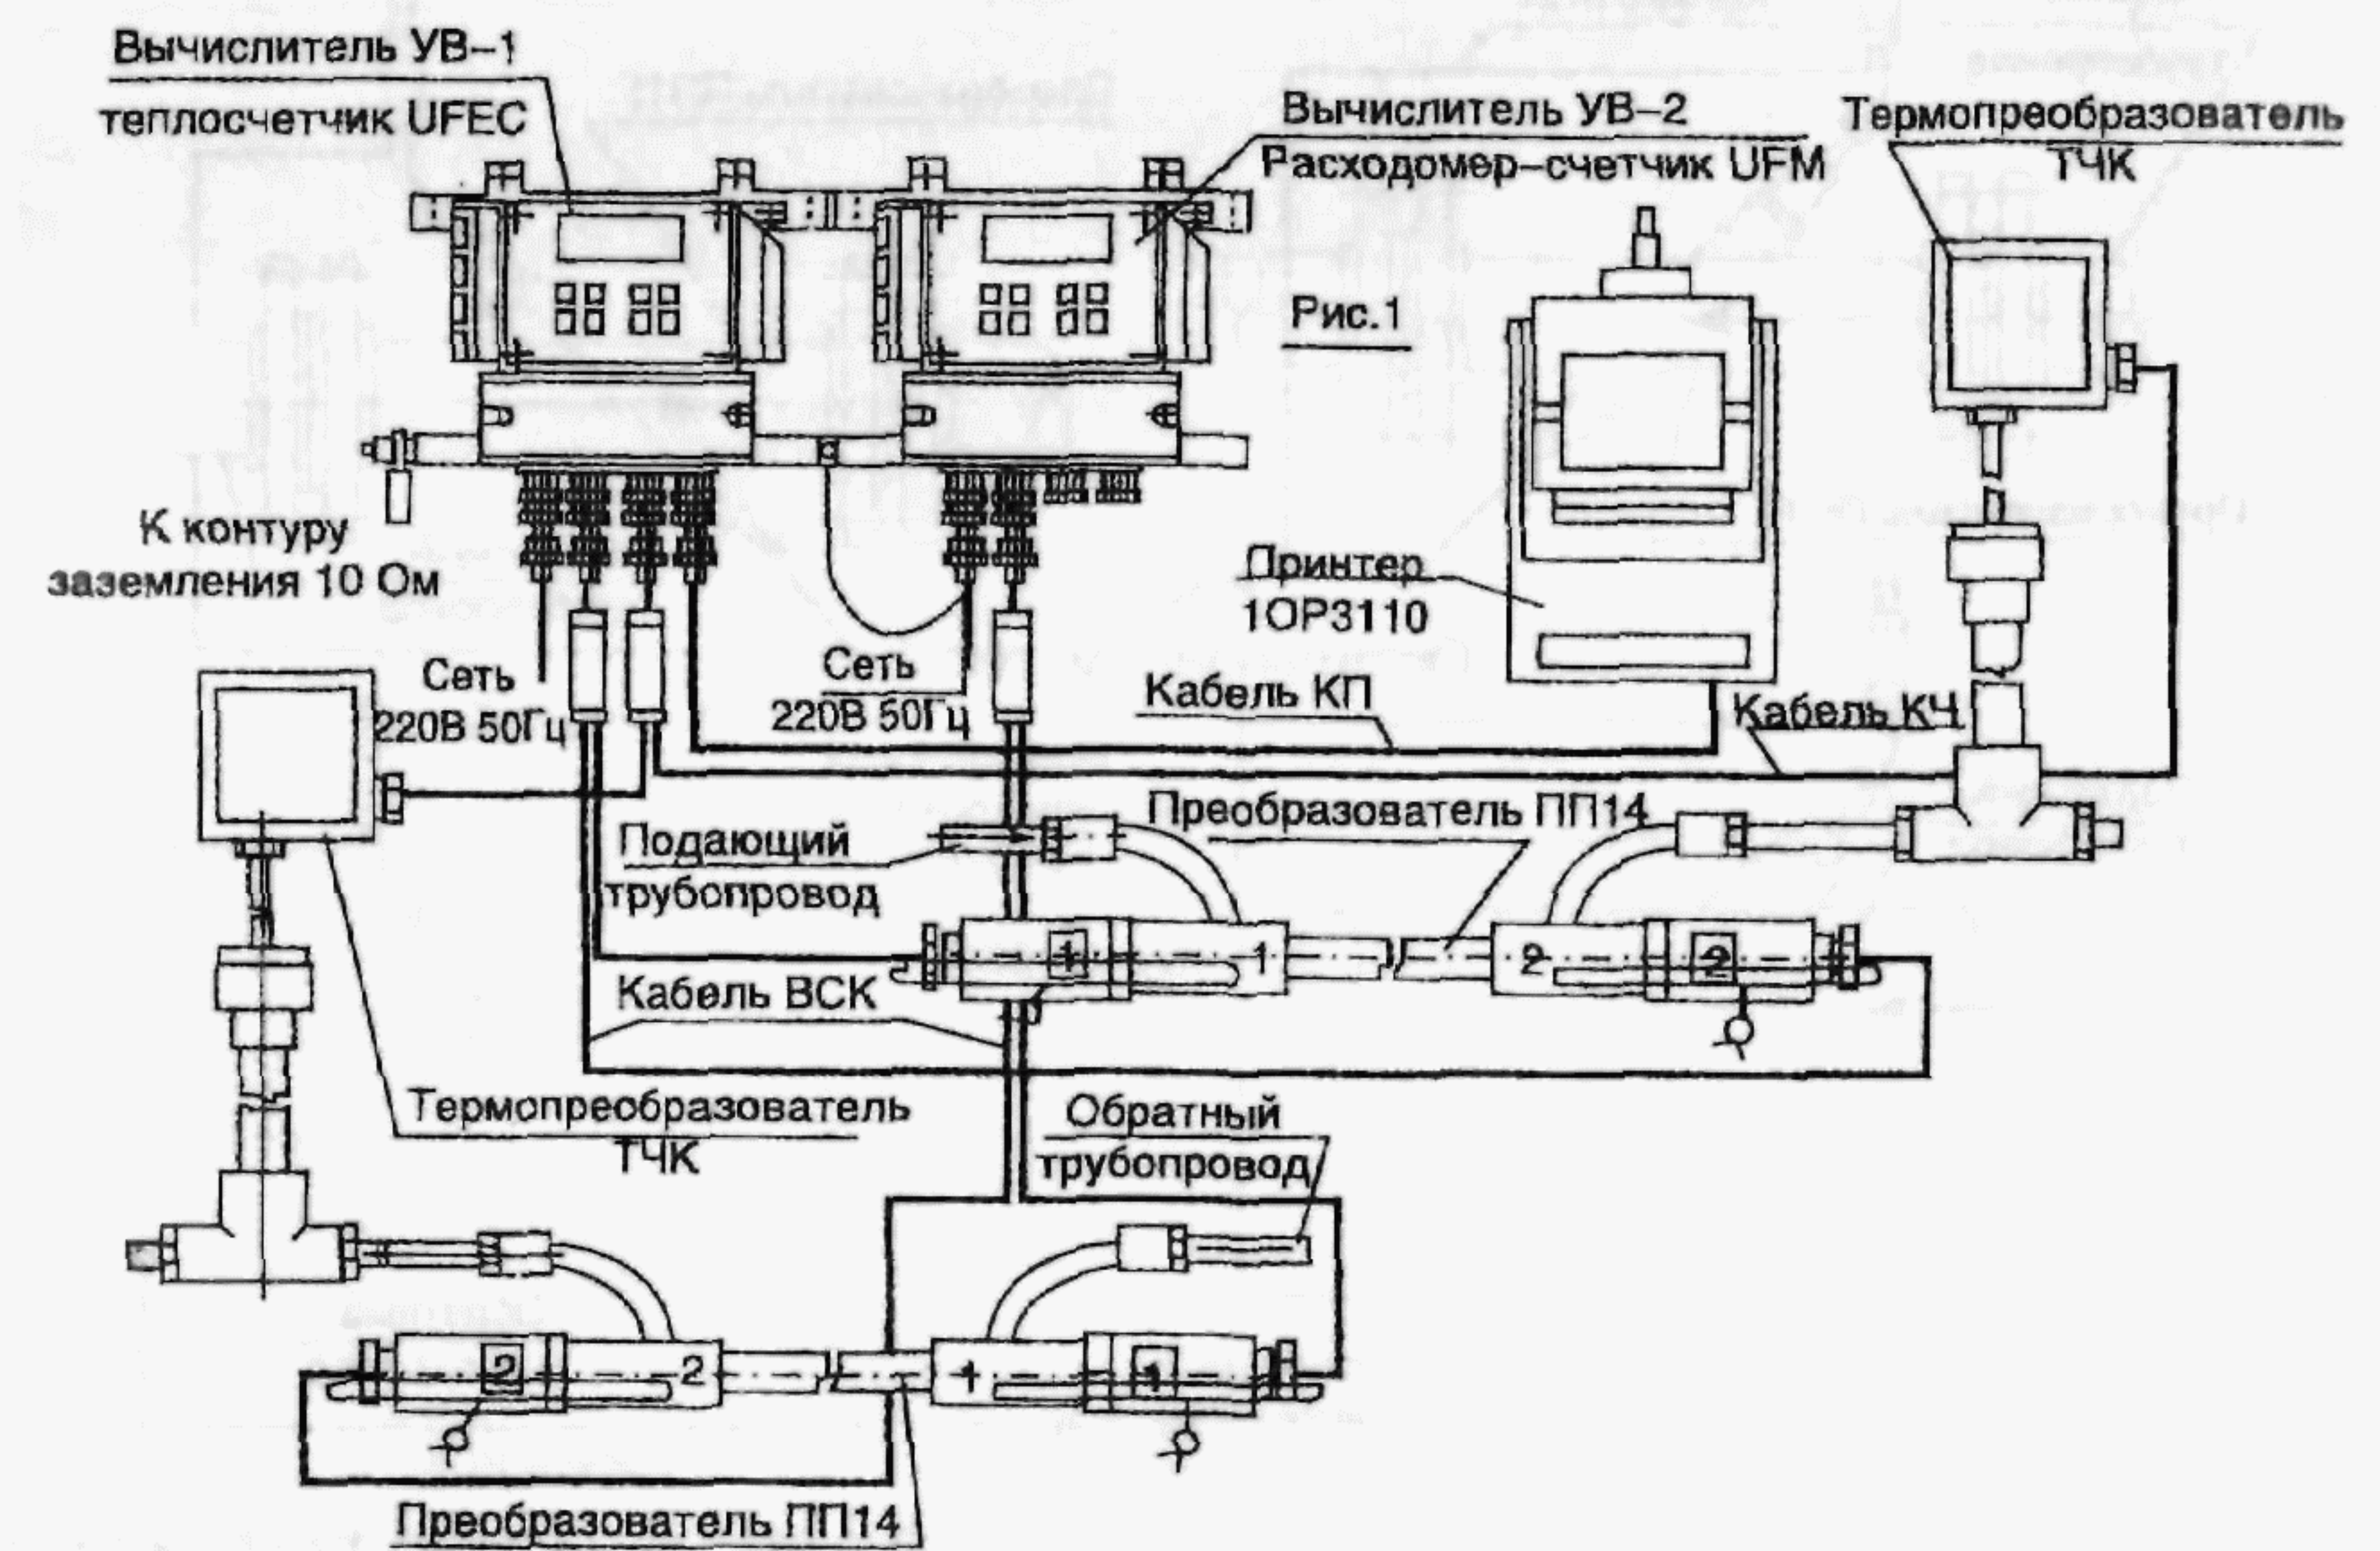 Вычислитель УВ-1
теплосчетчик UFEC
Вычислитель УВ-2
Расходомер-счетчик UFM
Термопреобразователь
ТЧК
Рис.1
К контуру
заземления 10 Ом
Принтер
1ОР3110
Сеть
220В 50Гц
Сеть
220В 50Гц
Кабель КП
Кабель КЧ
Подающий
трубопровод
Преобразователь ПП14
1
1
2
2
Кабель ВСК
Термопреобразователь
ТЧК
Обратный
трубопровод
2
2
1
1
Преобразователь ПП14